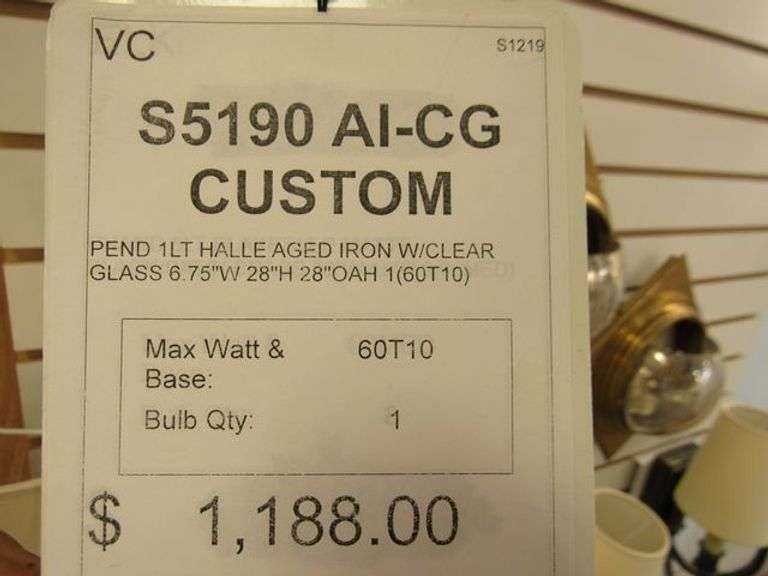 VC
S1219
S5190 AI-CG
CUSTOM
PEND 1LT HALLE AGED IRON W/CLEAR
GLASS 6.75"W 28"H 28"OAH 1(60T10)
Max Watt & 60T10
Base:
Bulb Qty: 1
$ 1,188.00